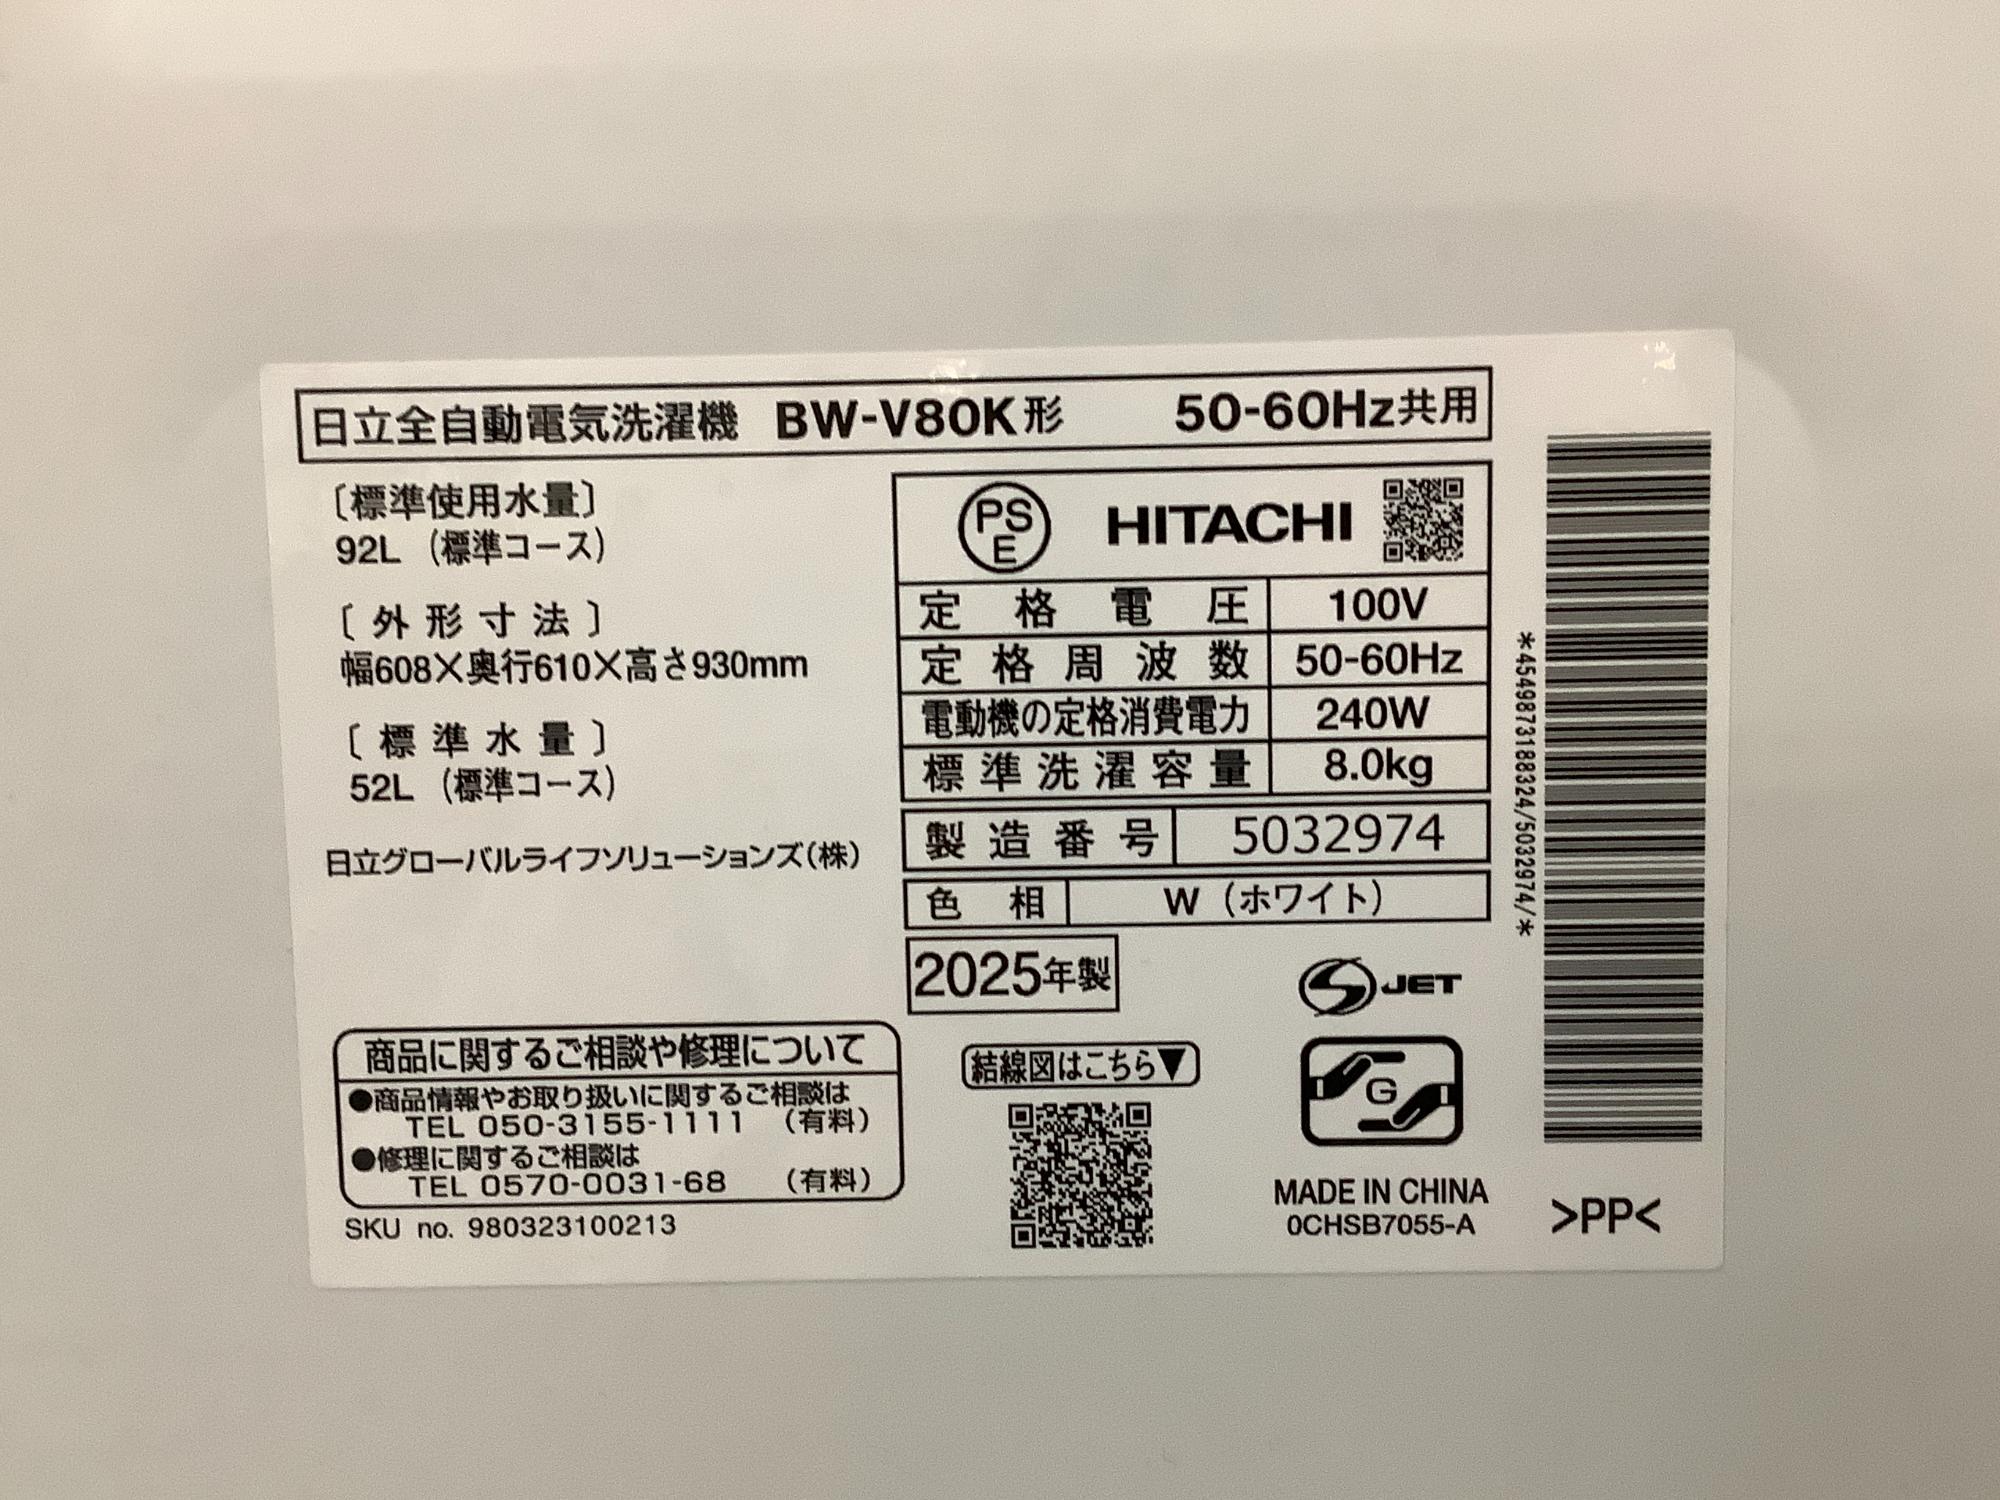 日立全自動電気洗濯機 BW-V80K形 50-60Hz共用
〔標準使用水量〕
92L（標準コース）
〔外形寸法〕
幅608×奥行610×高さ930mm
〔標準水量〕
52L（標準コース）
日立グローバルライフソリューションズ(株)
PSE HITACHI
定格電圧 100V
定格周波数 50-60Hz
電動機の定格消費電力 240W
標準洗濯容量 8.0kg
製造番号 5032974
色相 W（ホワイト）
2025年製
JET
商品に関するご相談や修理について
●商品情報やお取り扱いに関するご相談は
TEL 050-3155-1111 （有料）
●修理に関するご相談は
TEL 0570-0031-68 （有料）
SKU no. 980323100213
結線図はこちら▼
G
MADE IN CHINA
0CHSB7055-A
>PP<
*4549873188324/5032974/*